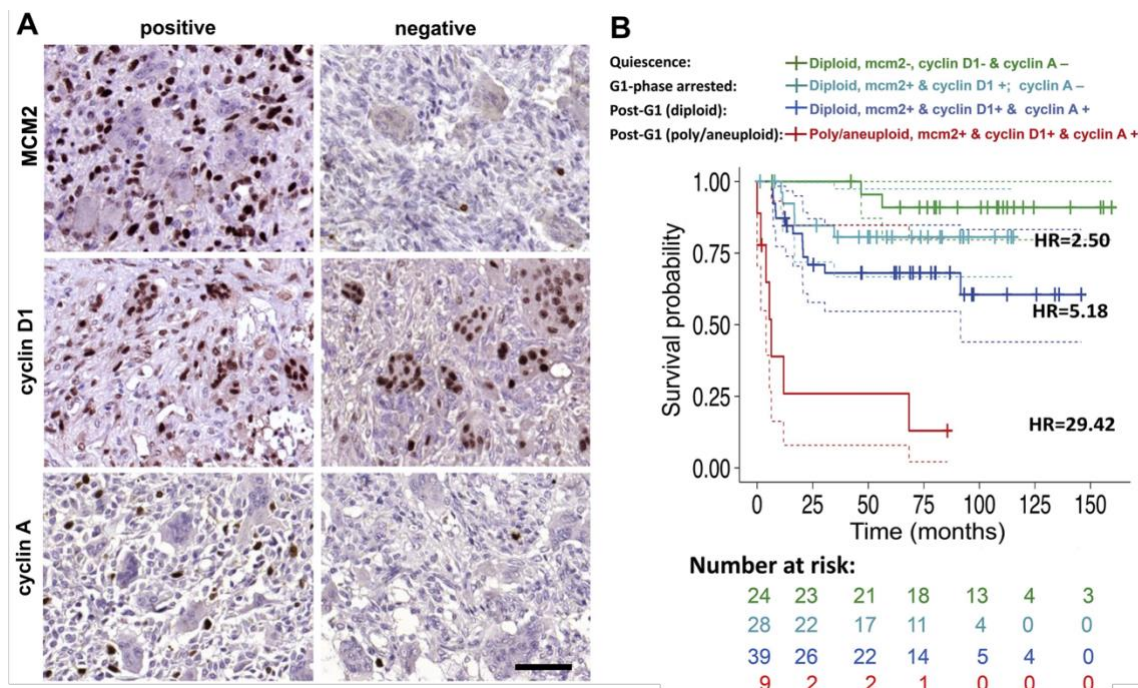 A
positive
negative
MCM2
cyclin D1
cyclin A
B
Quiescence: Diploid, mcm2-, cyclin D1- & cyclin A –
G1-phase arrested: Diploid, mcm2+ & cyclin D1 +; cyclin A –
Post-G1 (diploid): Diploid, mcm2+ & cyclin D1+ & cyclin A +
Post-G1 (poly/aneuploid): Poly/aneuploid, mcm2+ & cyclin D1+ & cyclin A +
Survival probability
1.00
0.75
0.50
0.25
0.00
HR=2.50
HR=5.18
HR=29.42
0 25 50 75 100 125 150
Time (months)
Number at risk:
24 23 21 18 13 4 3
28 22 17 11 4 0 0
39 26 22 14 5 4 0
9 2 2 1 0 0 0